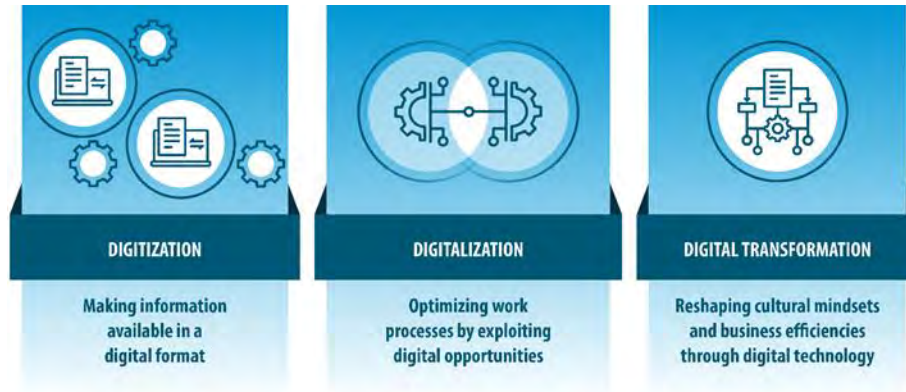 DIGITIZATION
Making information
available in a
digital format
DIGITALIZATION
Optimizing work
processes by exploiting
digital opportunities
DIGITAL TRANSFORMATION
Reshaping cultural mindsets
and business efficiencies
through digital technology